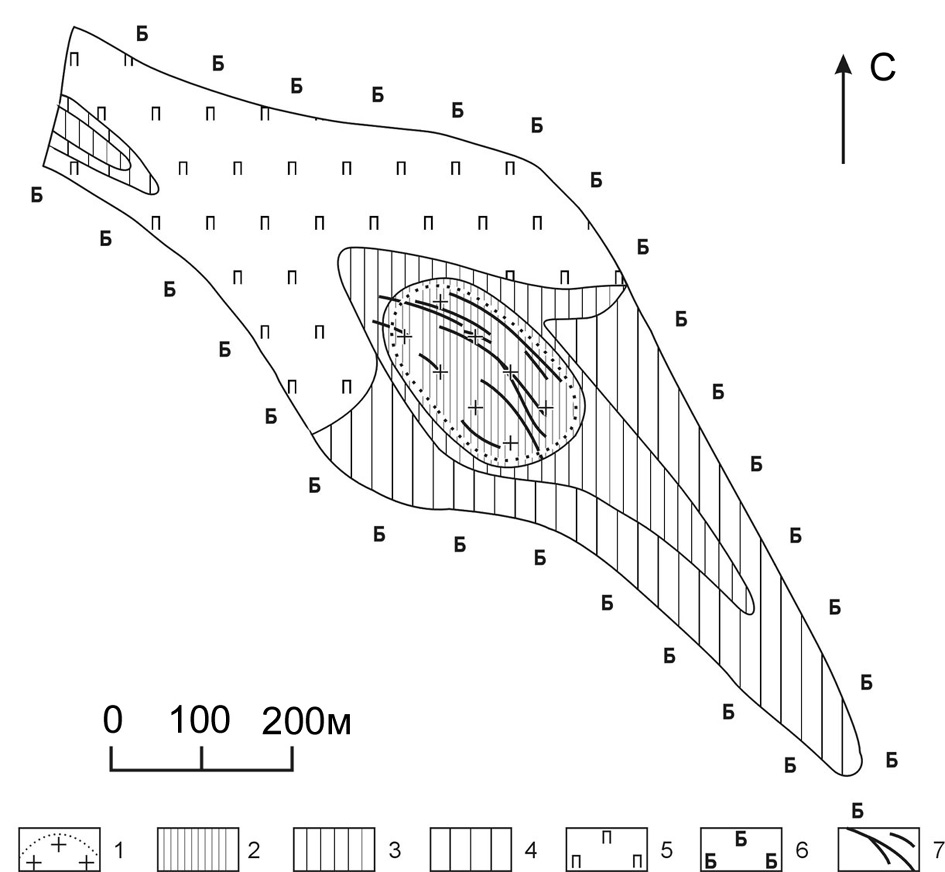 Б
П П Б
С
Б
Б
Б
П П П П
Б
П П П П П П П П
Б
Б
П П П П П П П П
Б
Б
П П П П П
Б
Б
П П
Б
П П
Б
Б
Б
Б
Б Б
Б
Б
Б Б
Б
Б
Б
0 100 200м
Б Б
Б
1 2 3 4 П П П 5 Б Б Б 6 7